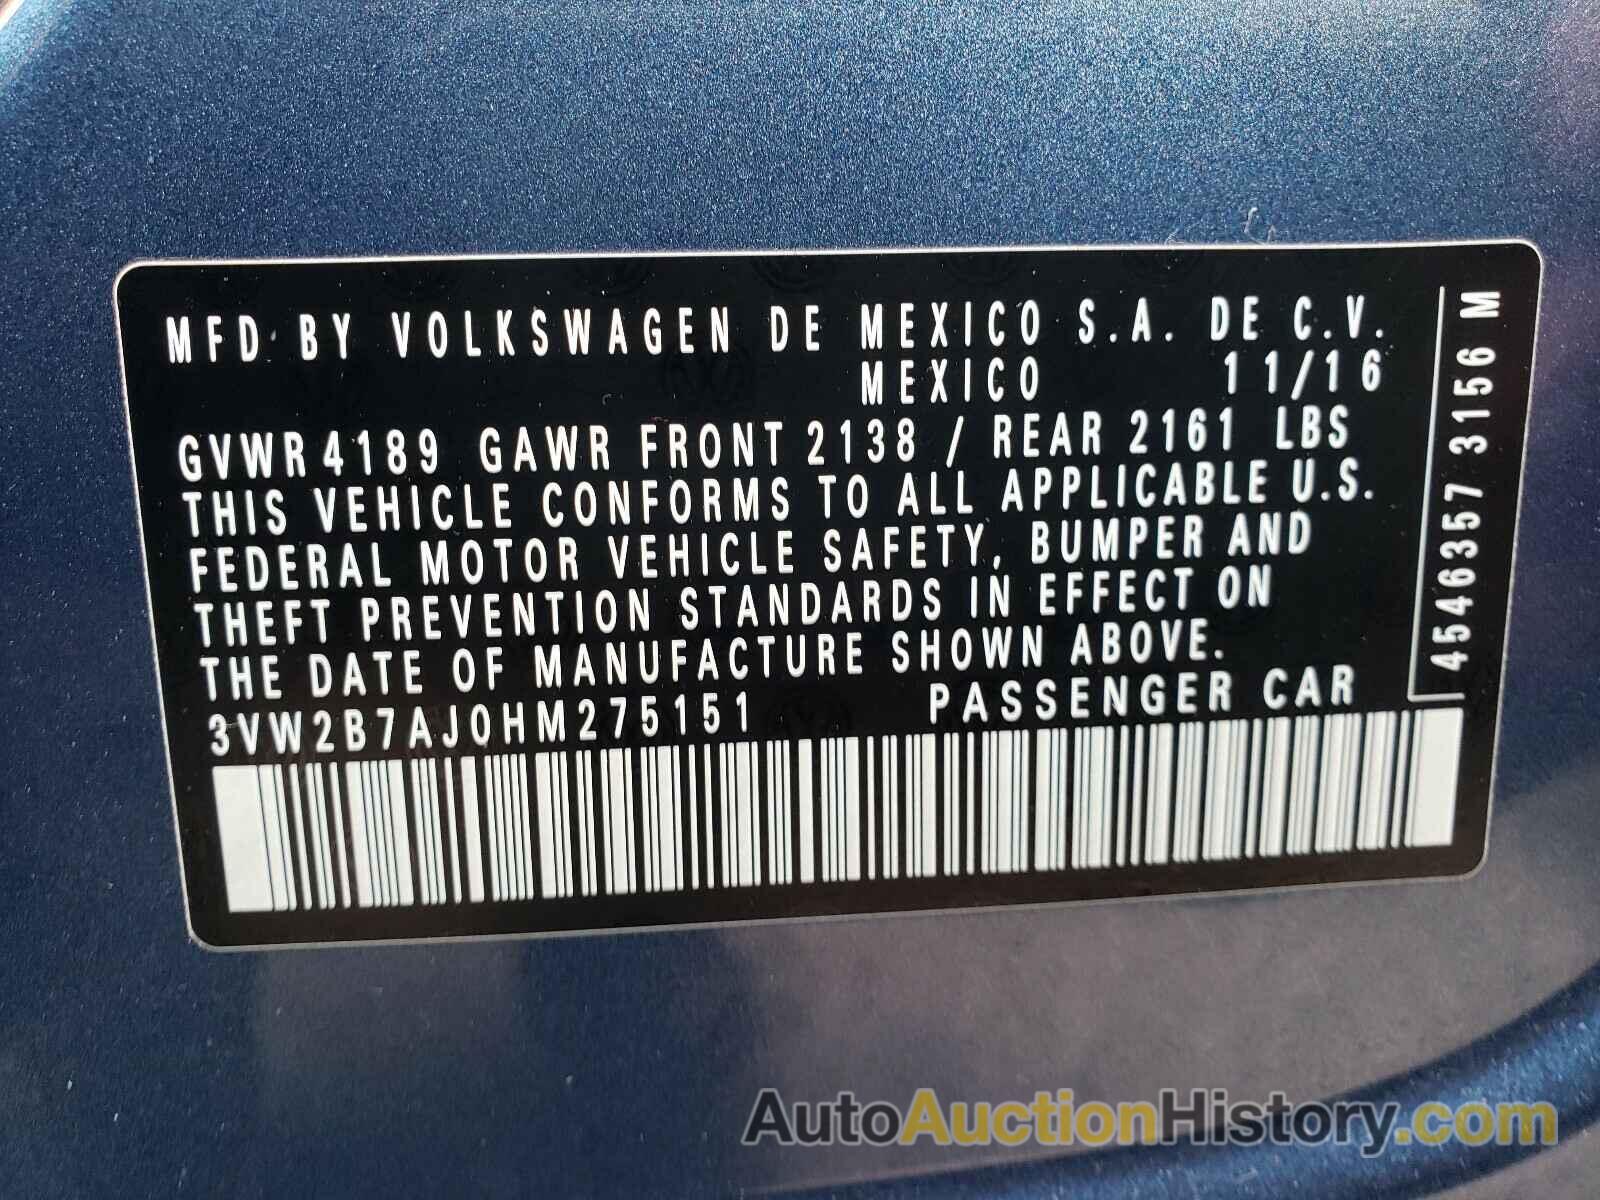 MFD BY VOLKSWAGEN DE MEXICO S.A. DE C.V.
MEXICO 11/16
GVWR 4189 GAWR FRONT 2138 / REAR 2161 LBS
THIS VEHICLE CONFORMS TO ALL APPLICABLE U.S.
FEDERAL MOTOR VEHICLE SAFETY, BUMPER AND
THEFT PREVENTION STANDARDS IN EFFECT ON
THE DATE OF MANUFACTURE SHOWN ABOVE.
3VW2B7AJ0HM275151 PASSENGER CAR
4546357 3156 M
AutoAuctionHistory.com